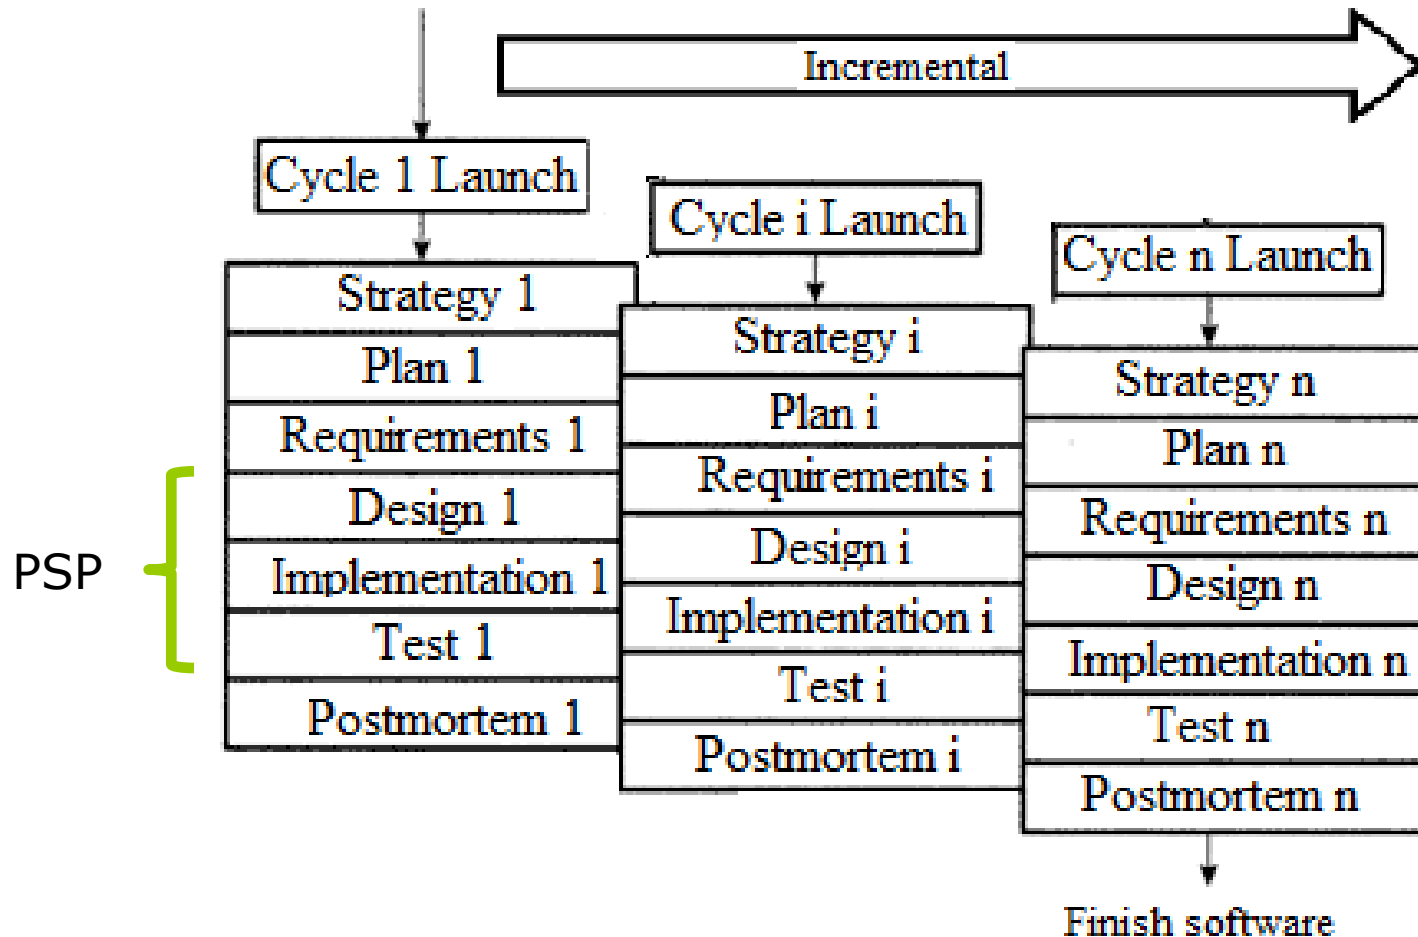 Incremental
Cycle 1 Launch
Strategy 1
Plan 1
Requirements 1
Design 1
Implementation 1
Test 1
Postmortem 1
PSP
Cycle i Launch
Strategy i
Plan i
Requirements i
Design i
Implementation i
Test i
Postmortem i
Cycle n Launch
Strategy n
Plan n
Requirements n
Design n
Implementation n
Test n
Postmortem n
Finish software